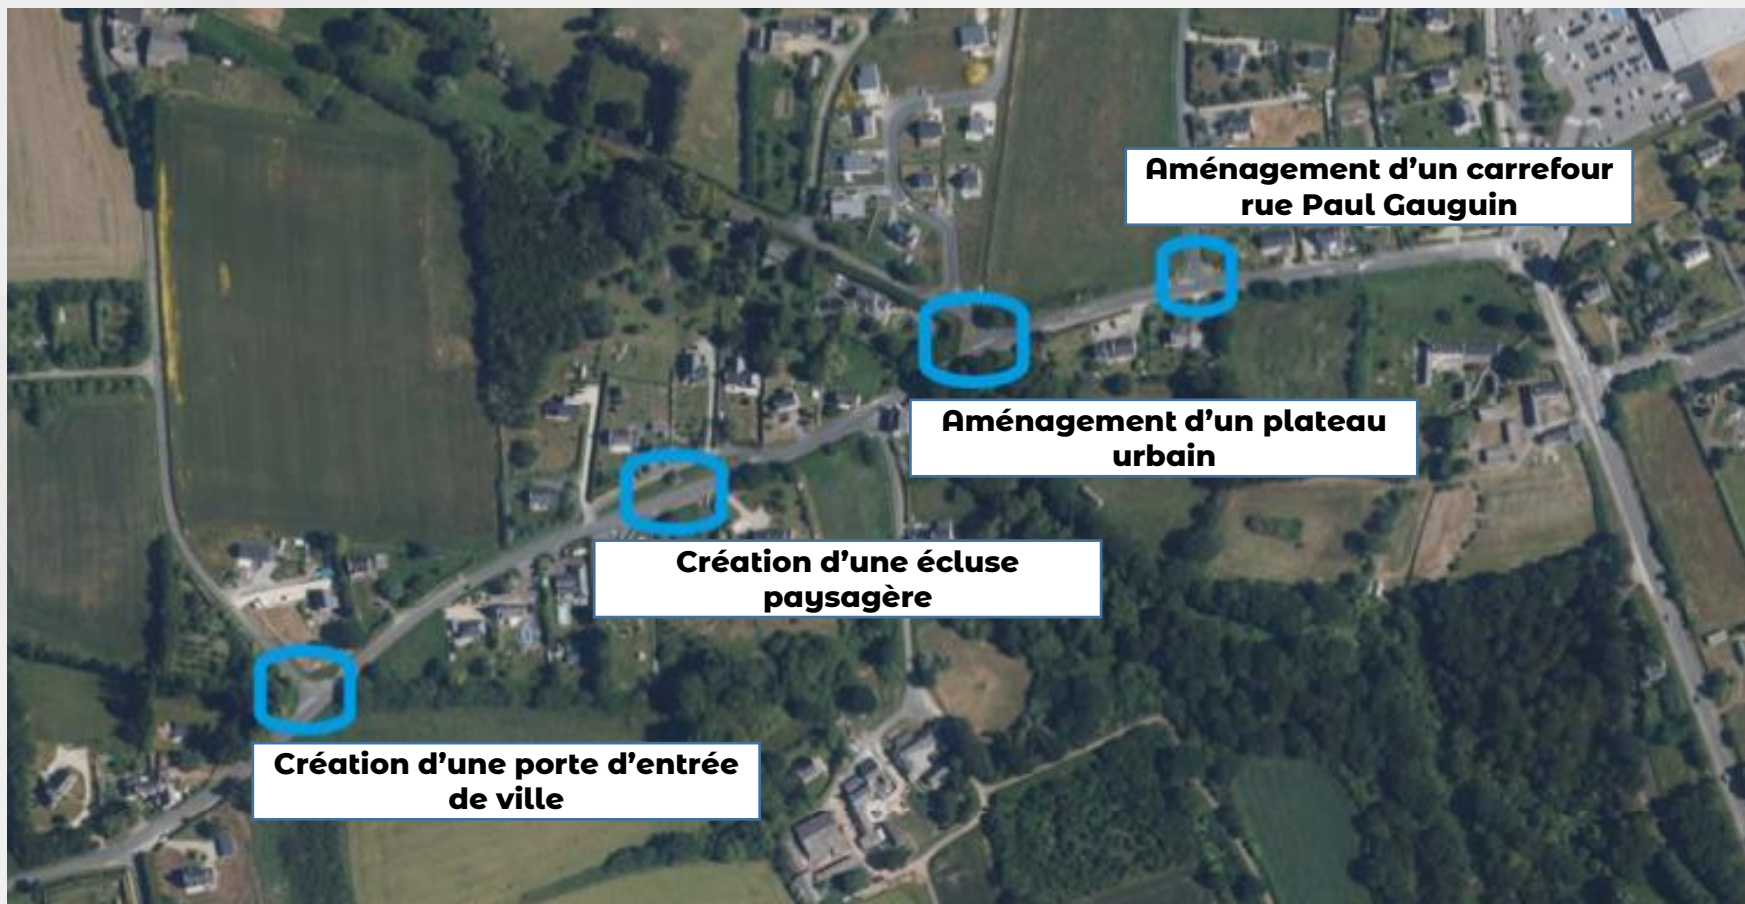 Aménagement d'un carrefour
rue Paul Gauguin
Aménagement d'un plateau
urbain
Création d'une écluse
paysagère
Création d'une porte d'entrée
de ville